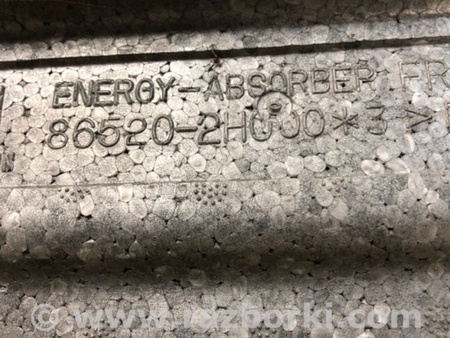 ENERGY-ABSORBER FR
86520-2H000*3 >
© www.razborki.com